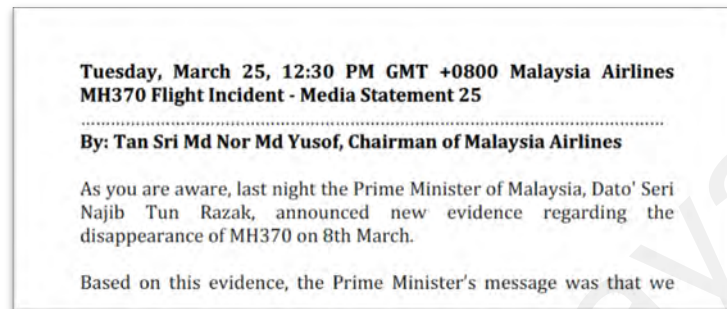 Tuesday, March 25, 12:30 PM GMT +0800 Malaysia Airlines
MH370 Flight Incident - Media Statement 25
By: Tan Sri Md Nor Md Yusof, Chairman of Malaysia Airlines
As you are aware, last night the Prime Minister of Malaysia, Dato' Seri
Najib Tun Razak, announced new evidence regarding the
disappearance of MH370 on 8th March.
Based on this evidence, the Prime Minister's message was that we